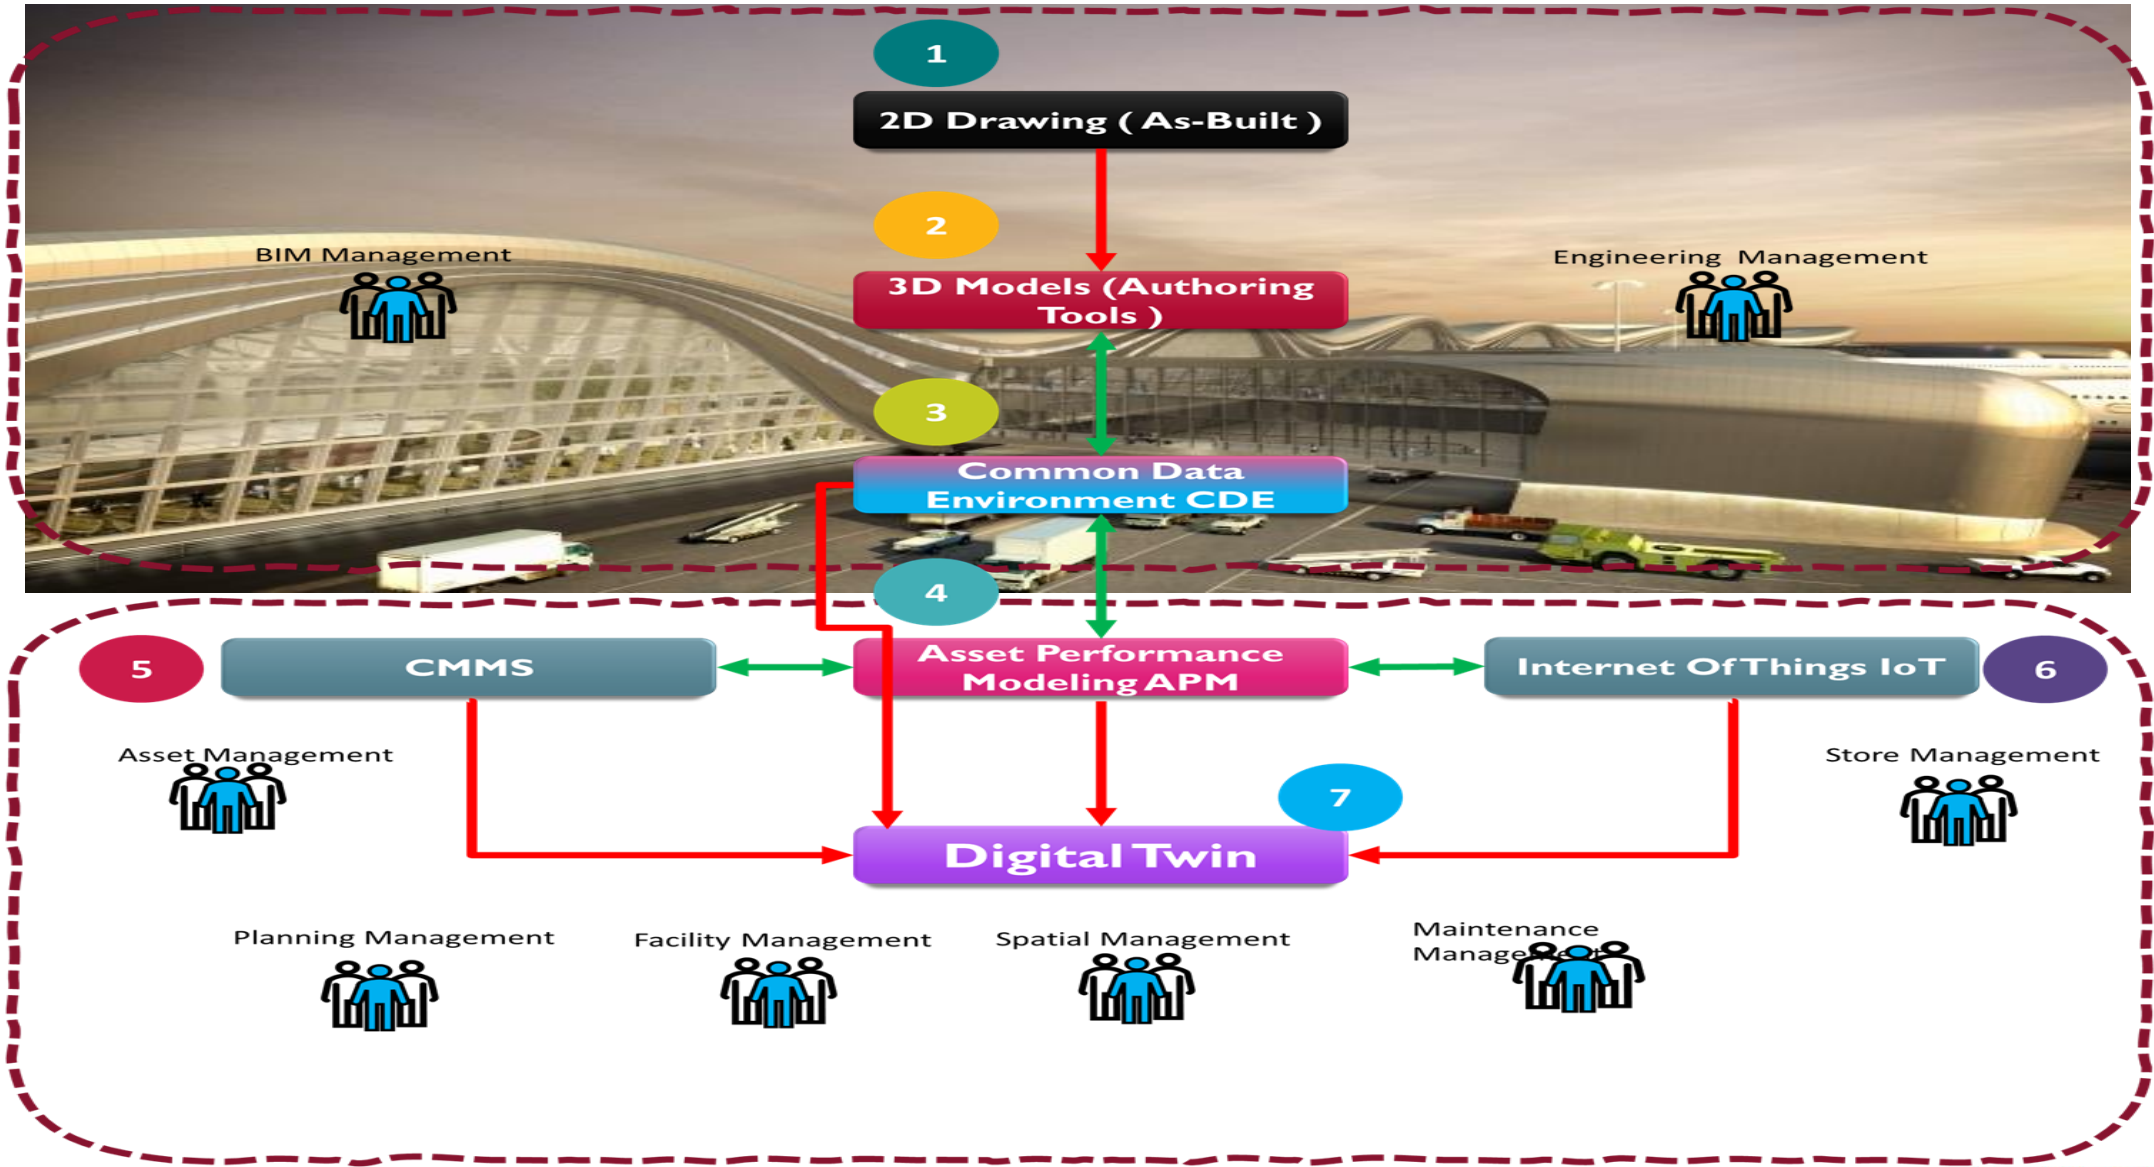 1
2D Drawing ( As-Built )
2
BIM Management
Engineering Management
3D Models (Authoring
Tools )
3
Common Data
Environment CDE
4
5
CMMS
Asset Performance
Modeling APM
Internet Of Things IoT
6
Asset Management
Store Management
7
Digital Twin
Planning Management
Facility Management
Spatial Management
Maintenance
Management